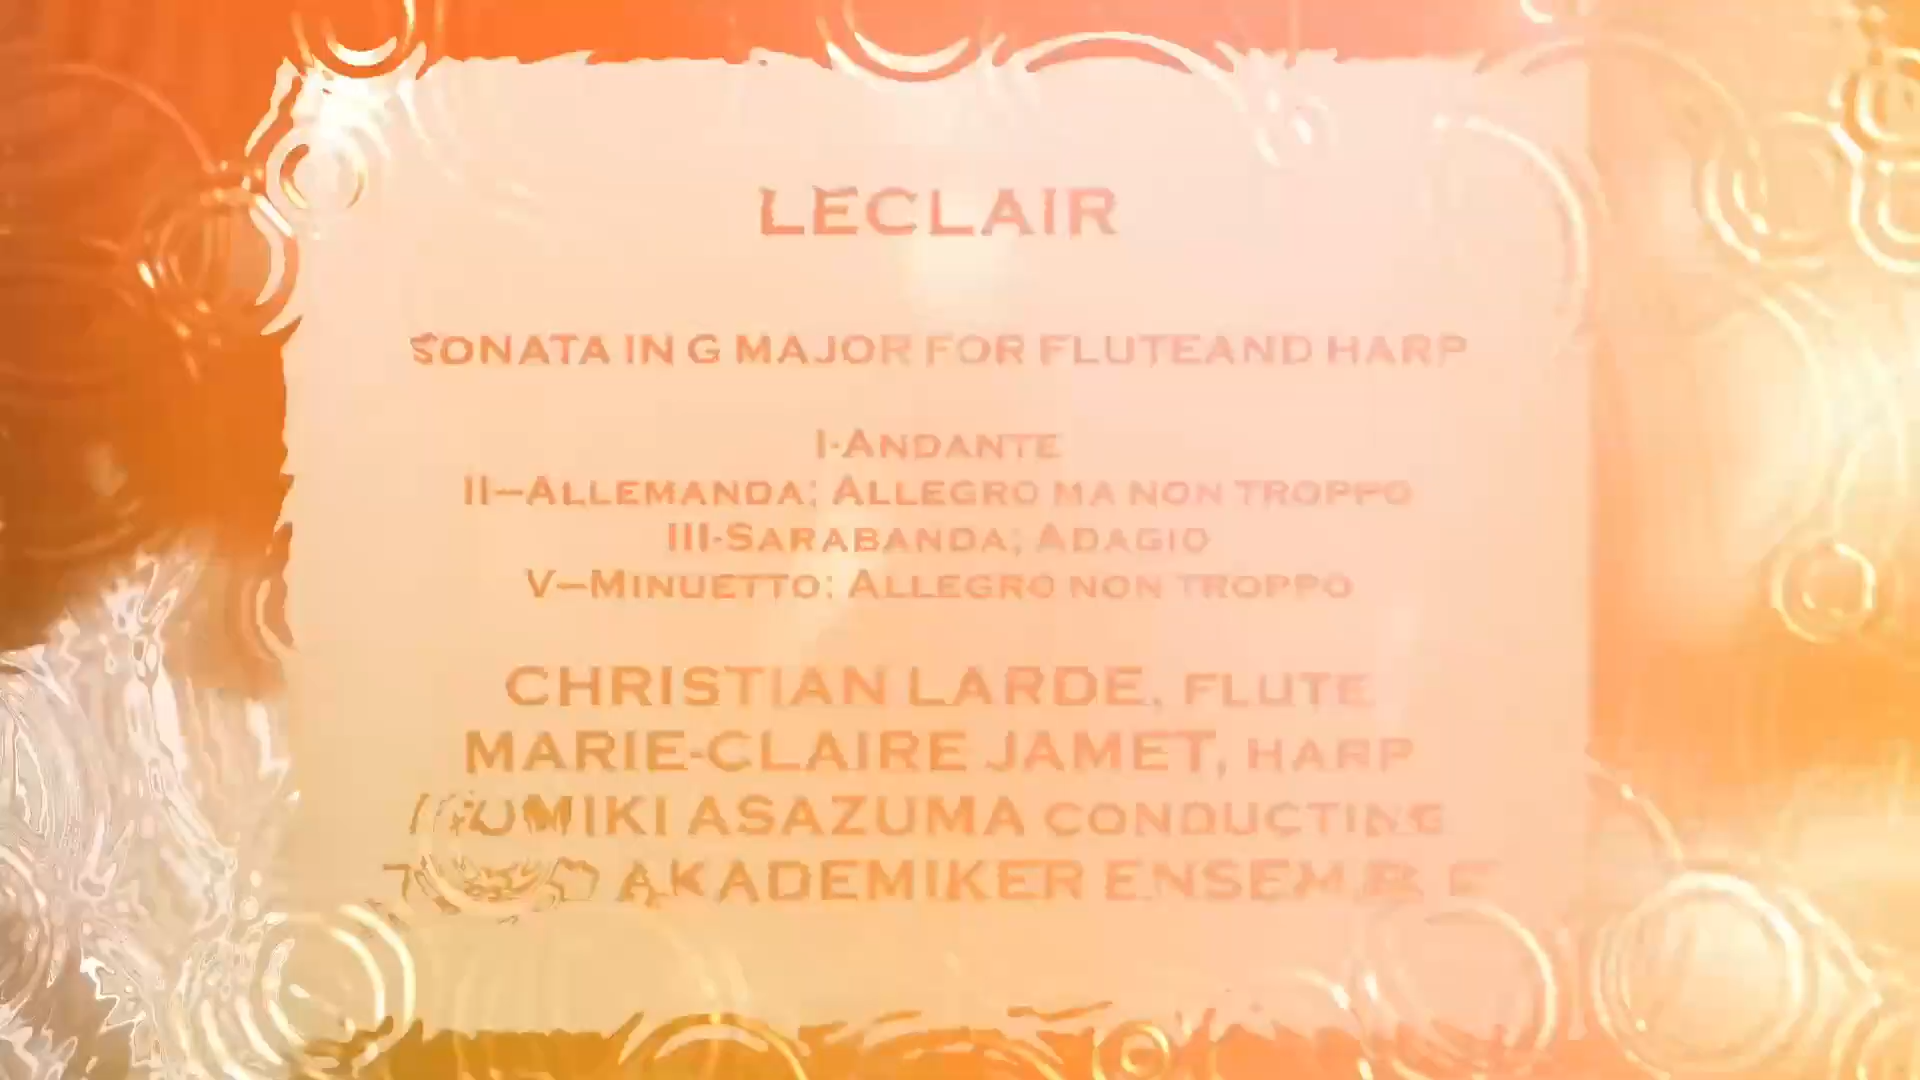 LECLAIR
SONATA IN G MAJOR FOR FLUTEAND HARP
I-ANDANTE
II—ALLEMANDA; ALLEGRO MA NON TROPPO
III-SARABANDA; ADAGIO
V—MINUETTO: ALLEGRO NON TROPPO
CHRISTIAN LARDE, FLUTE
MARIE-CLAIRE JAMET, HARP
ASAZUMA CONDUCTING
AKADEMIKER ENSEMBLE